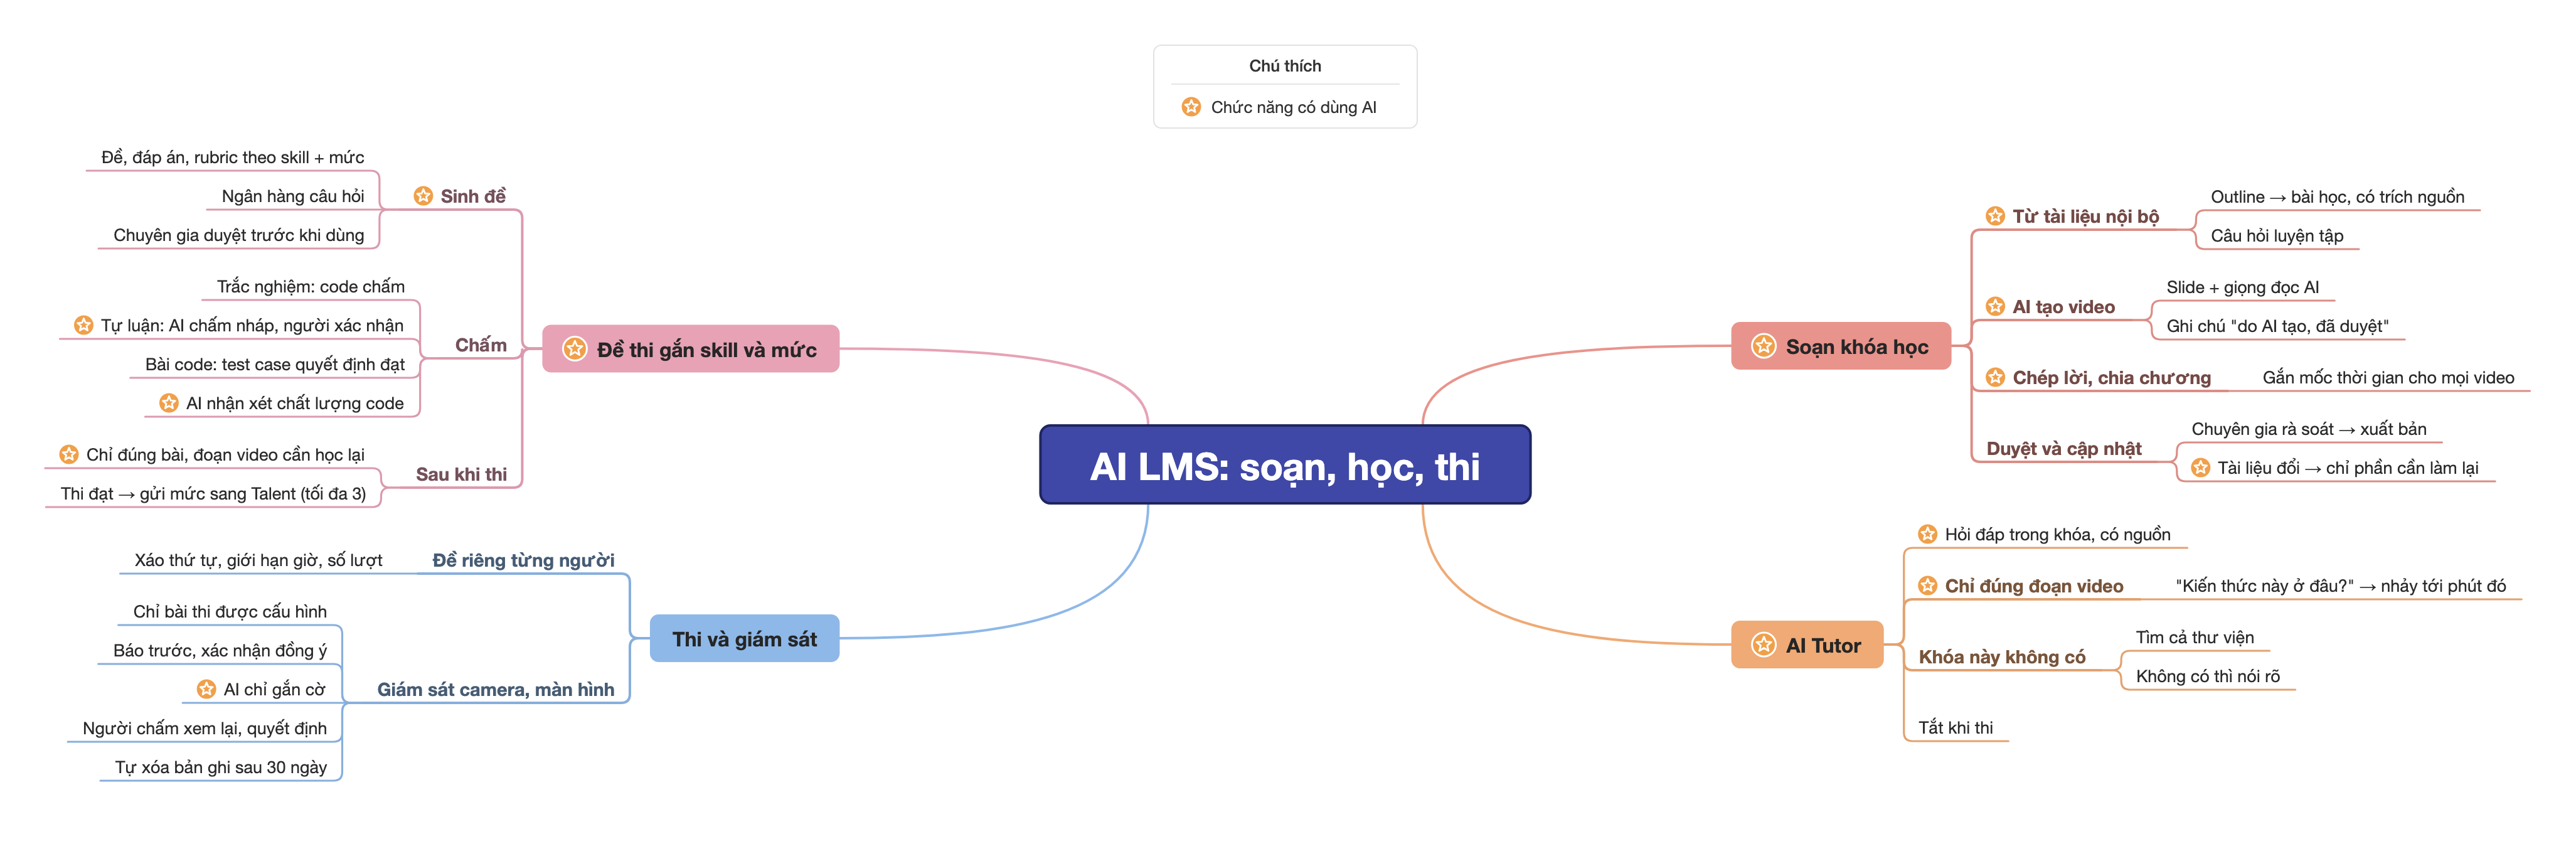 Chú thích
Chức năng có dùng AI
AI LMS: soạn, học, thi
Đề thi gắn skill và mức
Sinh đề
Đề, đáp án, rubric theo skill + mức
Ngân hàng câu hỏi
Chuyên gia duyệt trước khi dùng
Chấm
Trắc nghiệm: code chấm
Tự luận: AI chấm nháp, người xác nhận
Bài code: test case quyết định đạt
AI nhận xét chất lượng code
Sau khi thi
Chỉ đúng bài, đoạn video cần học lại
Thi đạt → gửi mức sang Talent (tối đa 3)
Thi và giám sát
Đề riêng từng người
Xáo thứ tự, giới hạn giờ, số lượt
Giám sát camera, màn hình
Chỉ bài thi được cấu hình
Báo trước, xác nhận đồng ý
AI chỉ gắn cờ
Người chấm xem lại, quyết định
Tự xóa bản ghi sau 30 ngày
Soạn khóa học
Từ tài liệu nội bộ
Outline → bài học, có trích nguồn
Câu hỏi luyện tập
AI tạo video
Slide + giọng đọc AI
Ghi chú "do AI tạo, đã duyệt"
Chép lời, chia chương
Gắn mốc thời gian cho mọi video
Duyệt và cập nhật
Chuyên gia rà soát → xuất bản
Tài liệu đổi → chỉ phần cần làm lại
AI Tutor
Hỏi đáp trong khóa, có nguồn
Chỉ đúng đoạn video
"Kiến thức này ở đâu?" → nhảy tới phút đó
Khóa này không có
Tìm cả thư viện
Không có thì nói rõ
Tắt khi thi